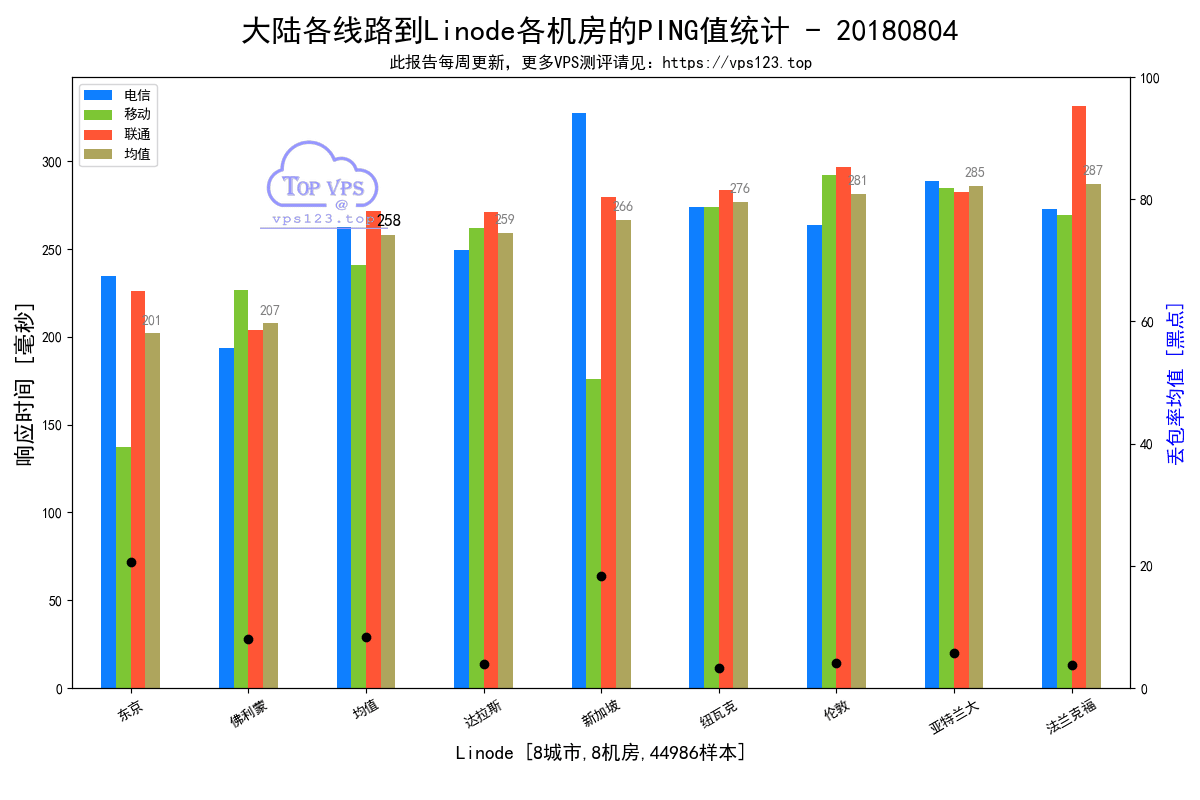 大陆各线路到Linode各机房的PING值统计 - 20180804
此报告每周更新，更多VPS测评请见：https://vps123.top
电信
移动
联通
均值
TOP VPS
@
vps123.top
响应时间 [毫秒]
300
250
200
150
100
50
0
201
207
258
259
266
276
281
285
287
100
80
60
40
20
0
丢包率均值 [黑点]
东京
佛利蒙
均值
达拉斯
新加坡
纽瓦克
伦敦
亚特兰大
法兰克福
Linode [8城市,8机房,44986样本]